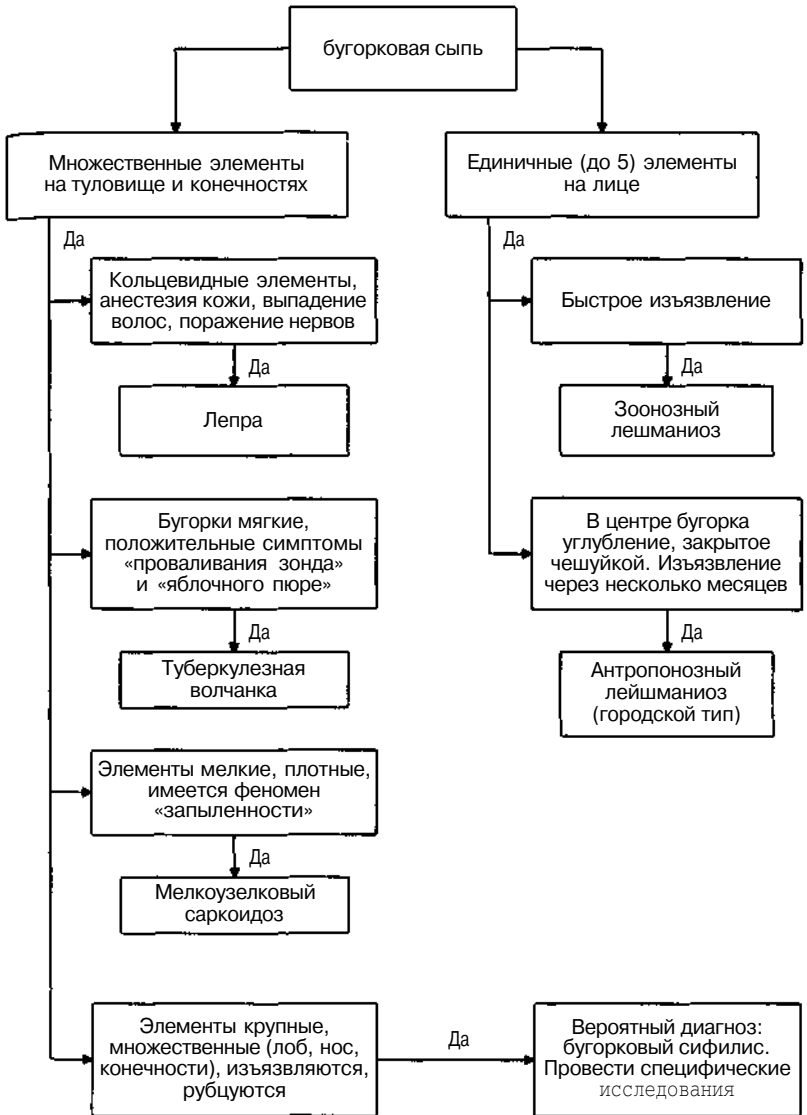 бугорковая сыпь
Множественные элементы
на туловище и конечностях
Единичные (до 5) элементы
на лице
Да
Да
Кольцевидные элементы,
анестезия кожи, выпадение
волос, поражение нервов
Быстрое изъязвление
Да
Да
Лепра
Зоонозный
лешманиоз
Бугорки мягкие,
положительные симптомы
«проваливания зонда»
и «яблочного пюре»
В центре бугорка
углубление, закрытое
чешуйкой. Изъязвление
через несколько месяцев
Да
Да
Туберкулезная
волчанка
Антропонозный
лейшманиоз
(городской тип)
Элементы мелкие, плотные,
имеется феномен
«запыленности»
Да
Мелкоузелковый
саркоидоз
Элементы крупные,
множественные (лоб, нос,
конечности), изъязвляются,
рубцуются
Да
Вероятный диагноз:
бугорковый сифилис.
Провести специфические
исследования